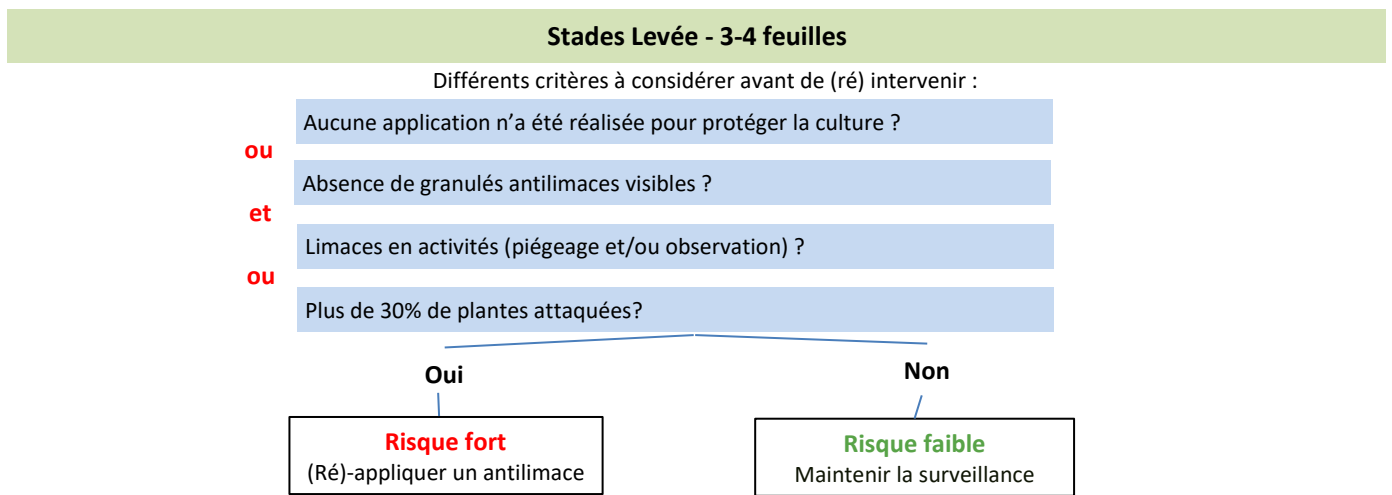 Stades Levée - 3-4 feuilles
Différents critères à considérer avant de (ré) intervenir :
Aucune application n’a été réalisée pour protéger la culture ?
ou
Absence de granulés antilimaces visibles ?
et
Limaces en activités (piégeage et/ou observation) ?
ou
Plus de 30% de plantes attaquées?
Oui
Non
Risque fort
(Ré)-appliquer un antilimace
Risque faible
Maintenir la surveillance